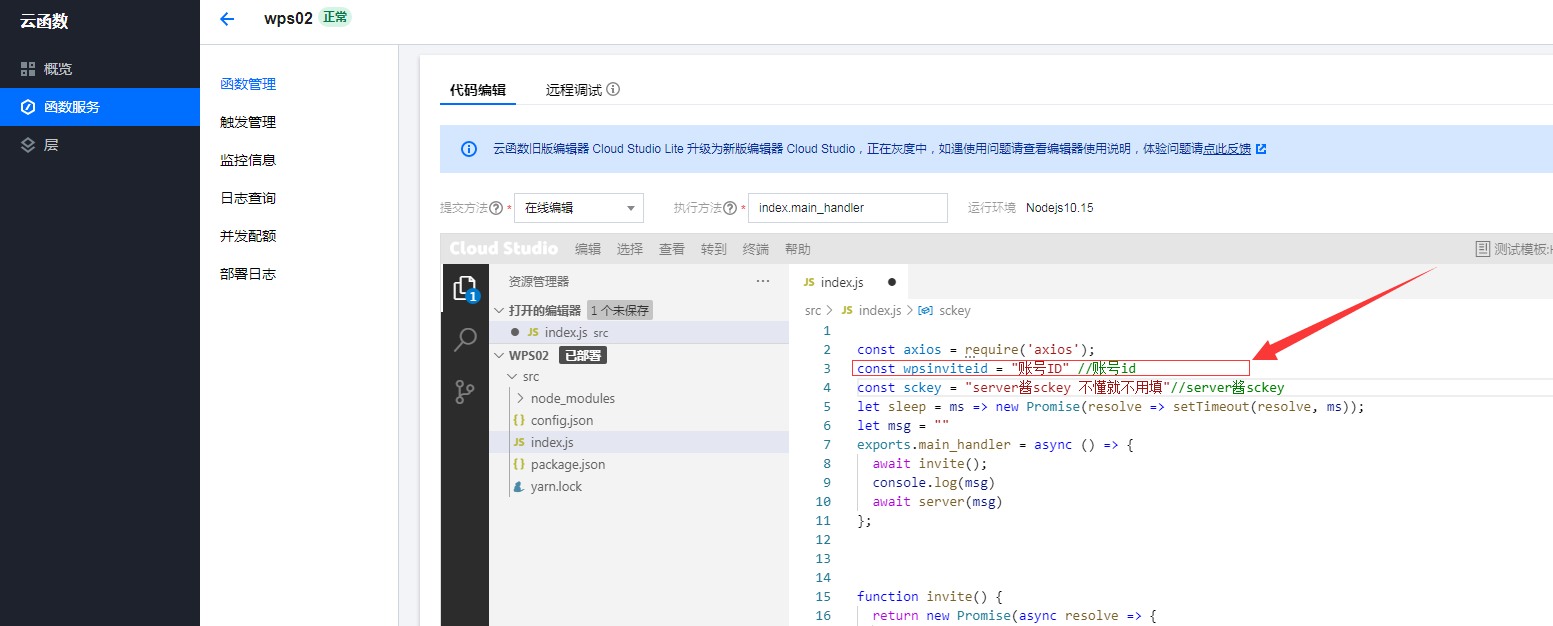 云函数
概览
函数服务
层
wps02 正常
函数管理
触发管理
监控信息
日志查询
并发配额
部署日志
代码编辑 远程调试
云函数旧版编辑器 Cloud Studio Lite 升级为新版编辑器 Cloud Studio，正在灰度中，如遇使用问题请查看编辑器使用说明，体验问题请点此反馈
提交方法 * 在线编辑 执行方法 * index.main_handler 运行环境 Nodejs10.15
Cloud Studio 编辑 选择 查看 转到 终端 帮助 测试模板:
1
资源管理器 ···
打开的编辑器 1 个未保存
JS index.js src
WPS02 已部署
src
node_modules
{} config.json
JS index.js
{} package.json
yarn.lock
JS index.js ●
src > JS index.js > sckey
1
2 const axios = require('axios');
3 const wpsinviteid = "账号ID" //账号id
4 const sckey = "server酱sckey 不懂就不用填"//server酱sckey
5 let sleep = ms => new Promise(resolve => setTimeout(resolve, ms));
6 let msg = ""
7 exports.main_handler = async () => {
8 await invite();
9 console.log(msg)
10 await server(msg)
11 };
12
13
14
15 function invite() {
16 return new Promise(async resolve => {